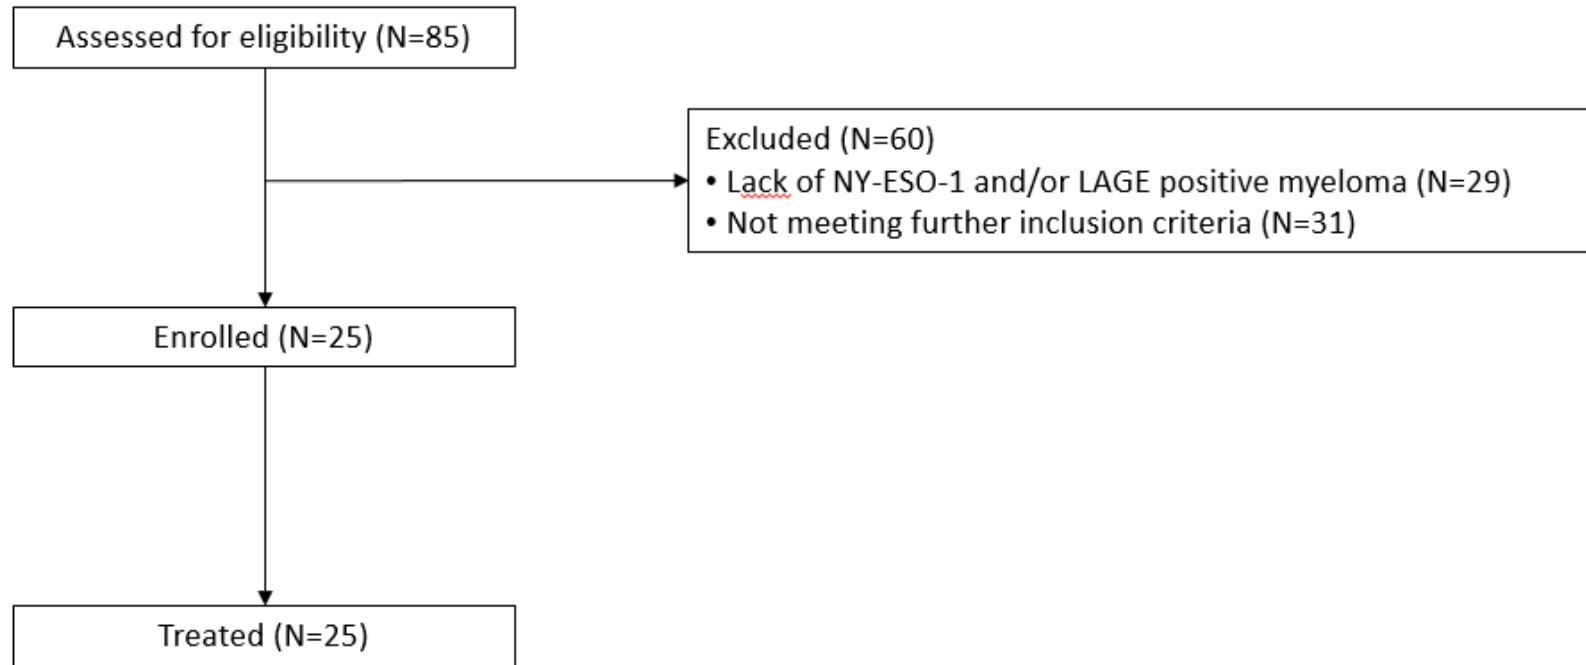 Assessed for eligibility (N=85)
Excluded (N=60)
• Lack of NY-ESO-1 and/or LAGE positive myeloma (N=29)
• Not meeting further inclusion criteria (N=31)
Enrolled (N=25)
Treated (N=25)